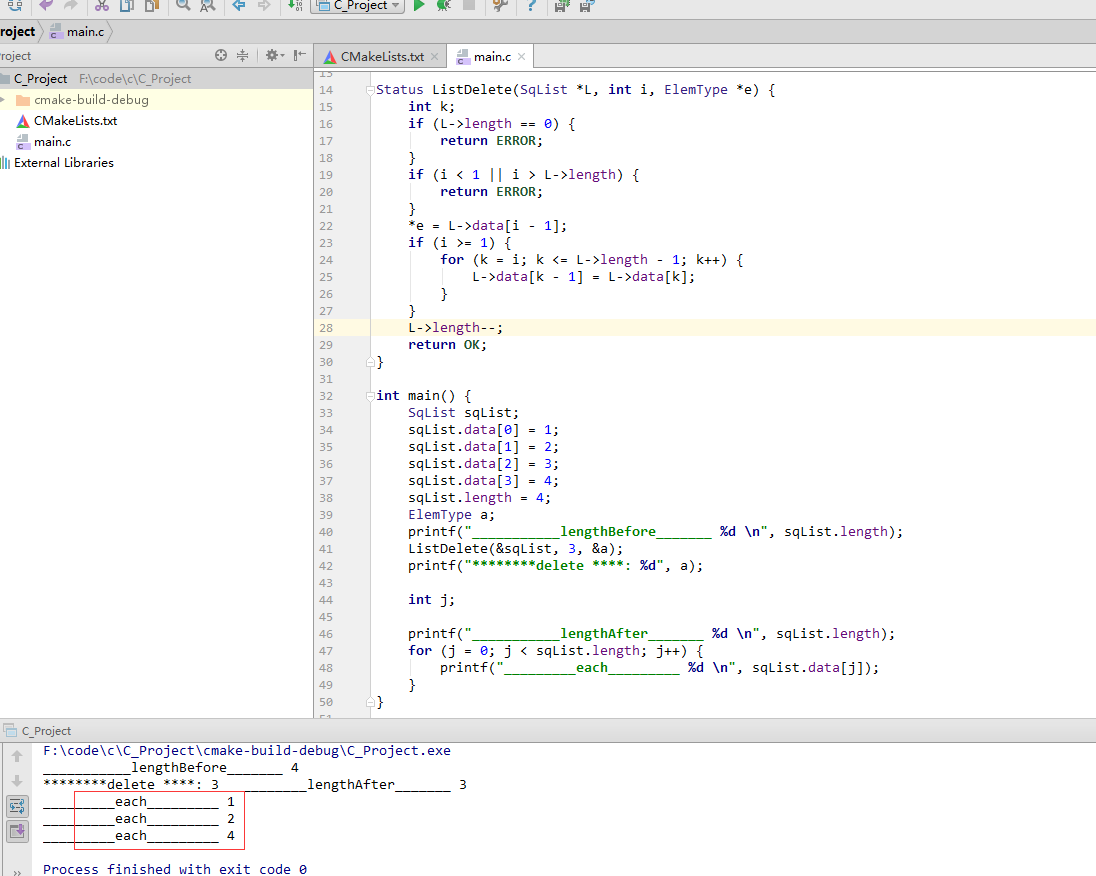 C_Project
roject
main.c
roject
CMakeLists.txt
main.c
C_Project F:\code\c\C_Project
cmake-build-debug
CMakeLists.txt
main.c
External Libraries
13
14 Status ListDelete(SqList *L, int i, ElemType *e) {
15 int k;
16 if (L->length == 0) {
17 return ERROR;
18 }
19 if (i < 1 || i > L->length) {
20 return ERROR;
21 }
22 *e = L->data[i - 1];
23 if (i >= 1) {
24 for (k = i; k <= L->length - 1; k++) {
25 L->data[k - 1] = L->data[k];
26 }
27 }
28 L->length--;
29 return OK;
30 }
31
32 int main() {
33 SqList sqList;
34 sqList.data[0] = 1;
35 sqList.data[1] = 2;
36 sqList.data[2] = 3;
37 sqList.data[3] = 4;
38 sqList.length = 4;
39 ElemType a;
40 printf("___________lengthBefore_______ %d \n", sqList.length);
41 ListDelete(&sqList, 3, &a);
42 printf("********delete ****: %d", a);
43
44 int j;
45
46 printf("___________lengthAfter_______ %d \n", sqList.length);
47 for (j = 0; j < sqList.length; j++) {
48 printf("_________each_________ %d \n", sqList.data[j]);
49 }
50 }
51
C_Project
F:\code\c\C_Project\cmake-build-debug\C_Project.exe
___________lengthBefore_______ 4
********delete ****: 3___________lengthAfter_______ 3
_________each_________ 1
_________each_________ 2
_________each_________ 4
Process finished with exit code 0